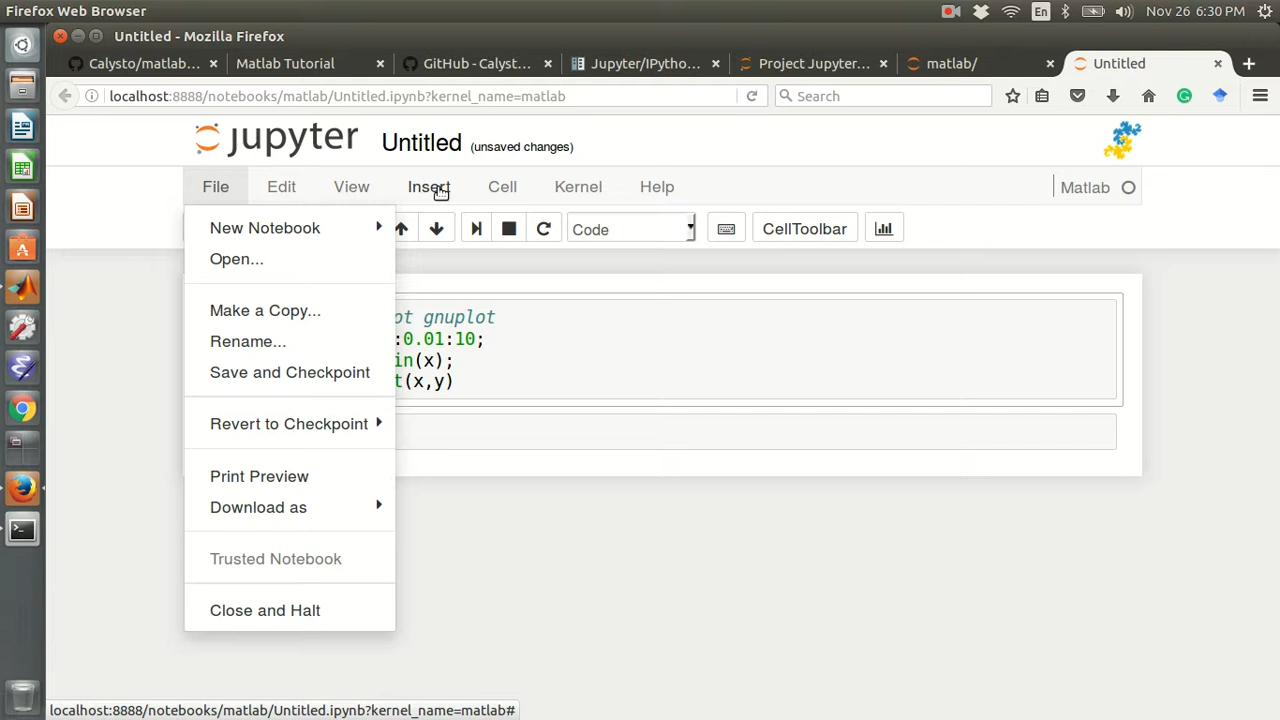 Firefox Web Browser En Nov 26 6:30 PM
Untitled - Mozilla Firefox
Calysto/matlab... Matlab Tutorial GitHub - Calyst... Jupyter/IPytho... Project Jupyter... matlab/ Untitled
localhost:8888/notebooks/matlab/Untitled.ipynb?kernel_name=matlab Search
jupyter Untitled (unsaved changes)
File Edit View Insert Cell Kernel Help Matlab
Code CellToolbar
New Notebook
Open...
Make a Copy...
Rename...
Save and Checkpoint
Revert to Checkpoint
Print Preview
Download as
Trusted Notebook
Close and Halt
ot gnuplot
:0.01:10;
in(x);
t(x,y)
localhost:8888/notebooks/matlab/Untitled.ipynb?kernel_name=matlab#